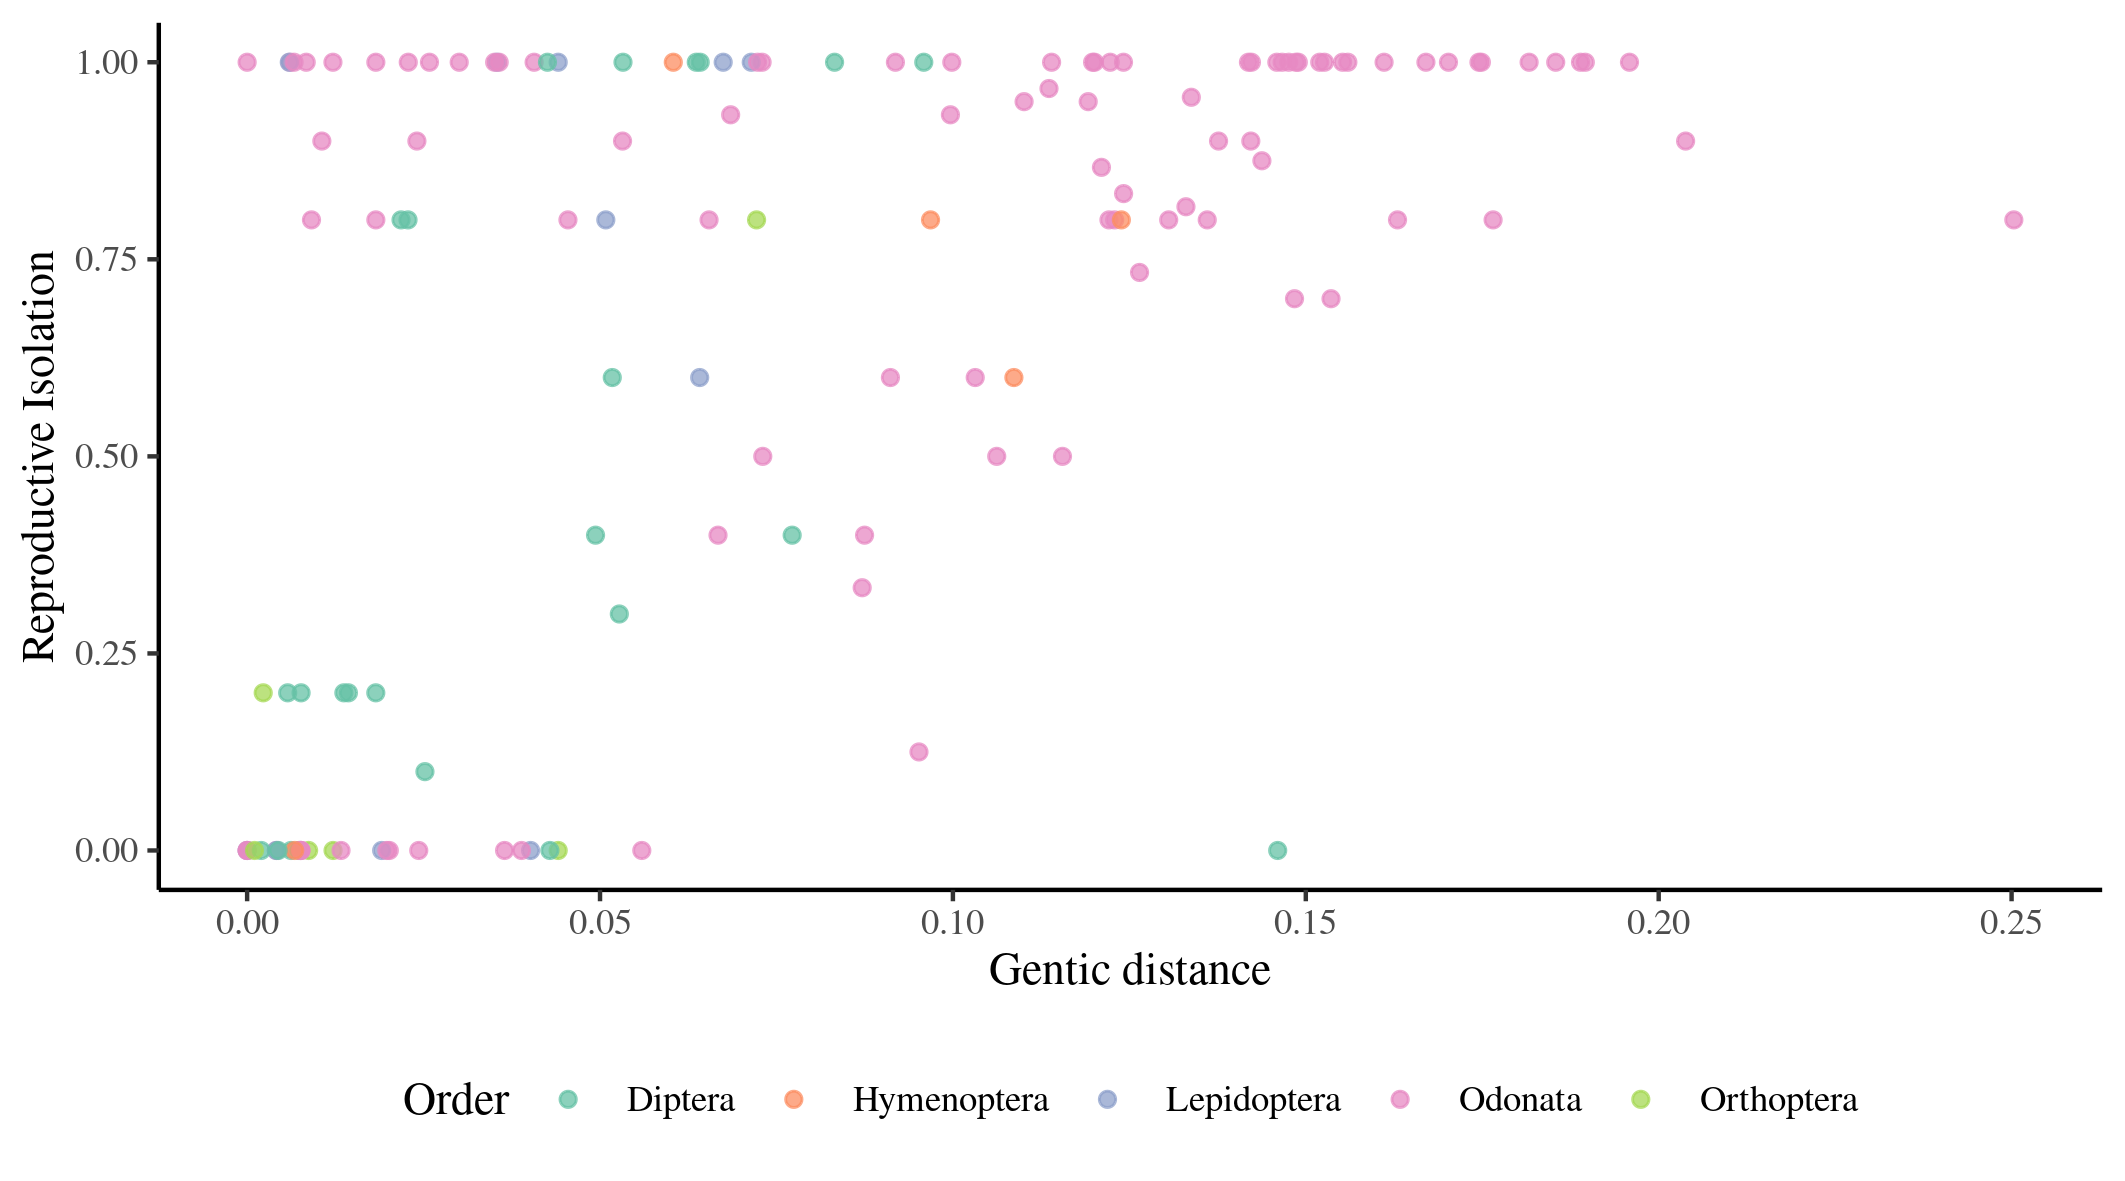 1.00
0.75
0.50
0.25
0.00
Reproductive Isolation
0.00 0.05 0.10 0.15 0.20 0.25
Gentic distance
Order Diptera Hymenoptera Lepidoptera Odonata Orthoptera